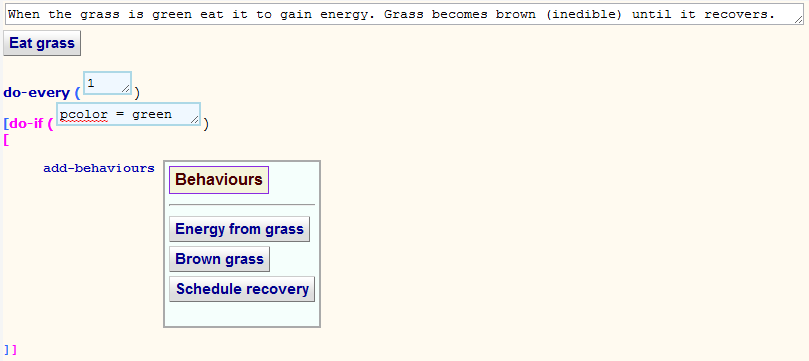 When the grass is green eat it to gain energy. Grass becomes brown (inedible) until it recovers.
Eat grass
do-every ( 1 )
[do-if ( pcolor = green )
[
add-behaviours Behaviours
Energy from grass
Brown grass
Schedule recovery
]]